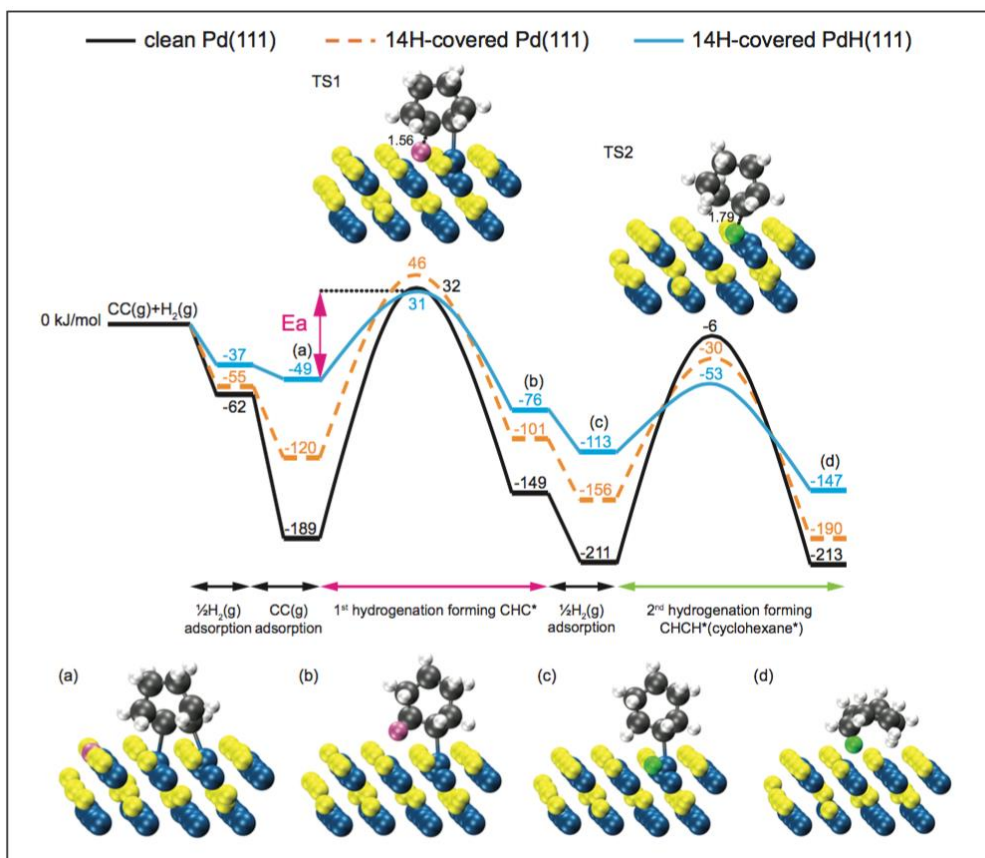 clean Pd(111) 14H-covered Pd(111) 14H-covered PdH(111)
TS1
1.56
TS2
1.79
46
32
31
CC(g)+H₂(g)
0 kJ/mol
Ea
-37
(a)
-49
-55
-62
-120
-189
(b)
-76
-101
-149
(c)
-113
-156
-211
-6
-30
-53
(d)
-147
-190
-213
½H₂(g)
adsorption
CC(g)
adsorption
1ˢᵗ hydrogenation forming CHC*
½H₂(g)
adsorption
2ⁿᵈ hydrogenation forming
CHCH*(cyclohexane*)
(a)
(b)
(c)
(d)